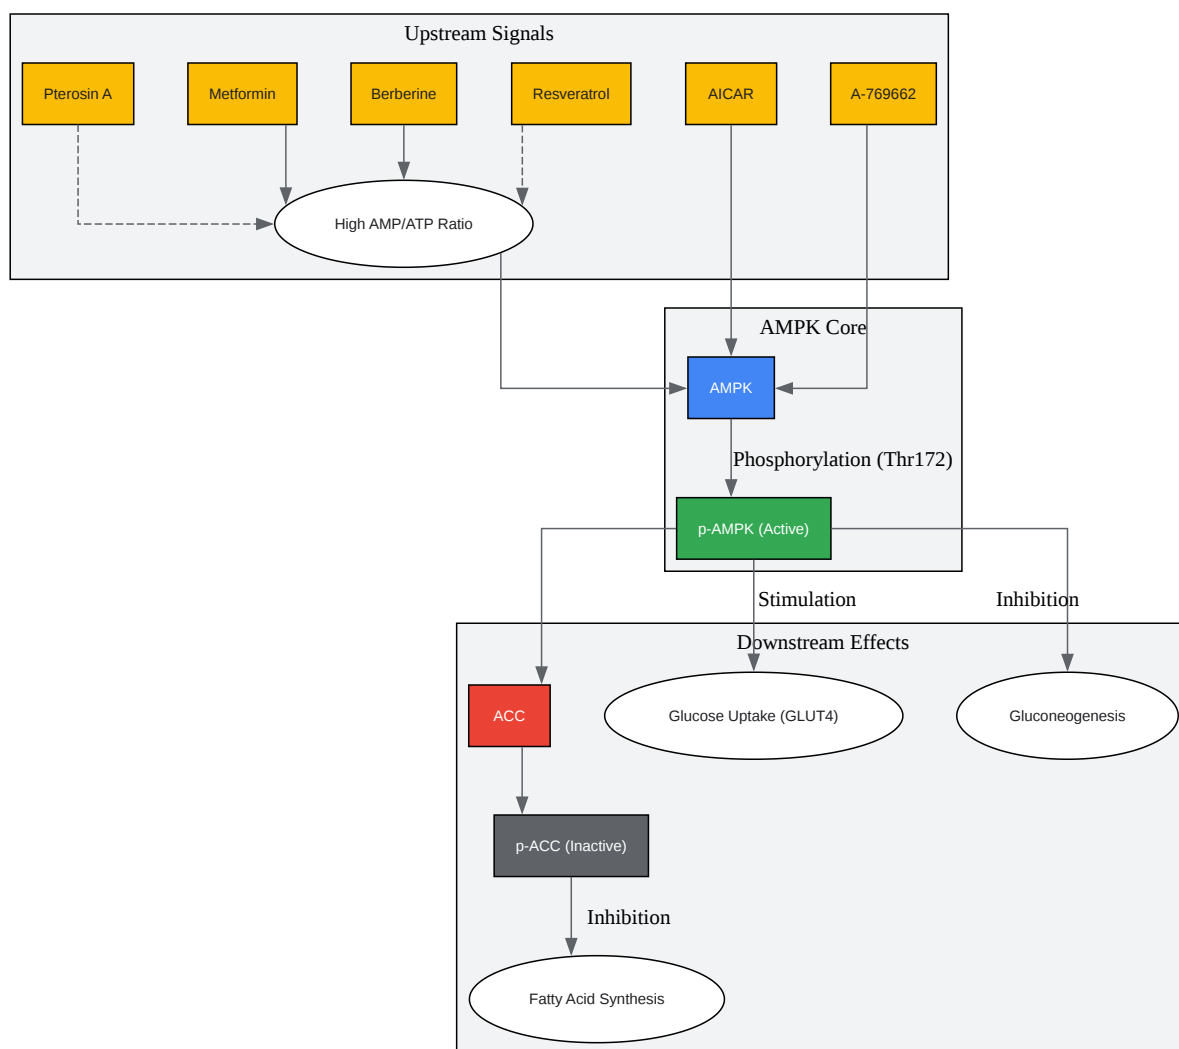 Upstream Signals
Pterosin A
Metformin
Berberine
Resveratrol
AICAR
A-769662
High AMP/ATP Ratio
AMPK Core
AMPK
Phosphorylation (Thr172)
p-AMPK (Active)
Stimulation
Inhibition
Downstream Effects
ACC
Glucose Uptake (GLUT4)
Gluconeogenesis
p-ACC (Inactive)
Inhibition
Fatty Acid Synthesis